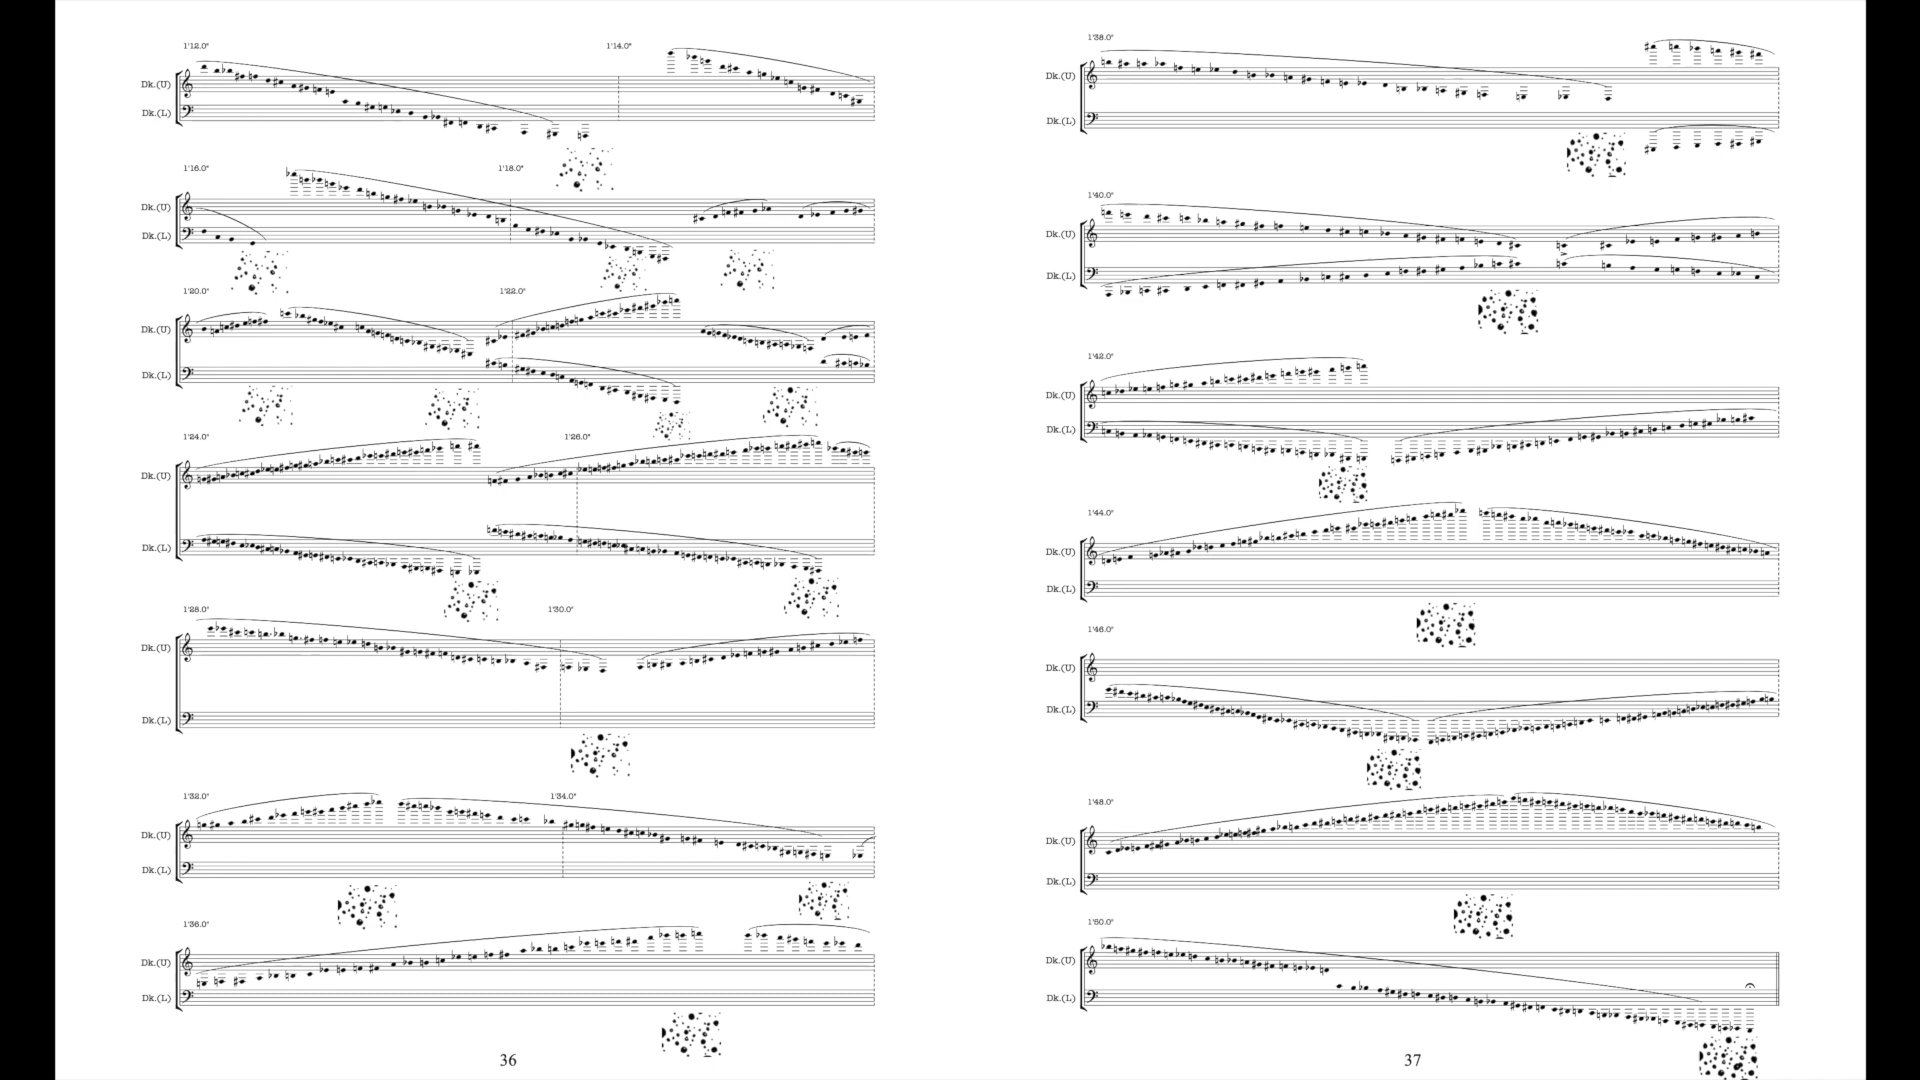 1'12.0" 1'14.0"
Dk.(U)
Dk.(L)
1'16.0" 1'18.0"
Dk.(U)
Dk.(L)
1'20.0" 1'22.0"
Dk.(U)
Dk.(L)
1'24.0" 1'26.0"
Dk.(U)
Dk.(L)
1'28.0" 1'30.0"
Dk.(U)
Dk.(L)
1'32.0" 1'34.0"
Dk.(U)
Dk.(L)
1'36.0"
Dk.(U)
Dk.(L)
36
1'38.0"
Dk.(U)
Dk.(L)
1'40.0"
Dk.(U)
Dk.(L)
1'42.0"
Dk.(U)
Dk.(L)
1'44.0"
Dk.(U)
Dk.(L)
1'46.0"
Dk.(U)
Dk.(L)
1'48.0"
Dk.(U)
Dk.(L)
1'50.0"
Dk.(U)
Dk.(L)
37